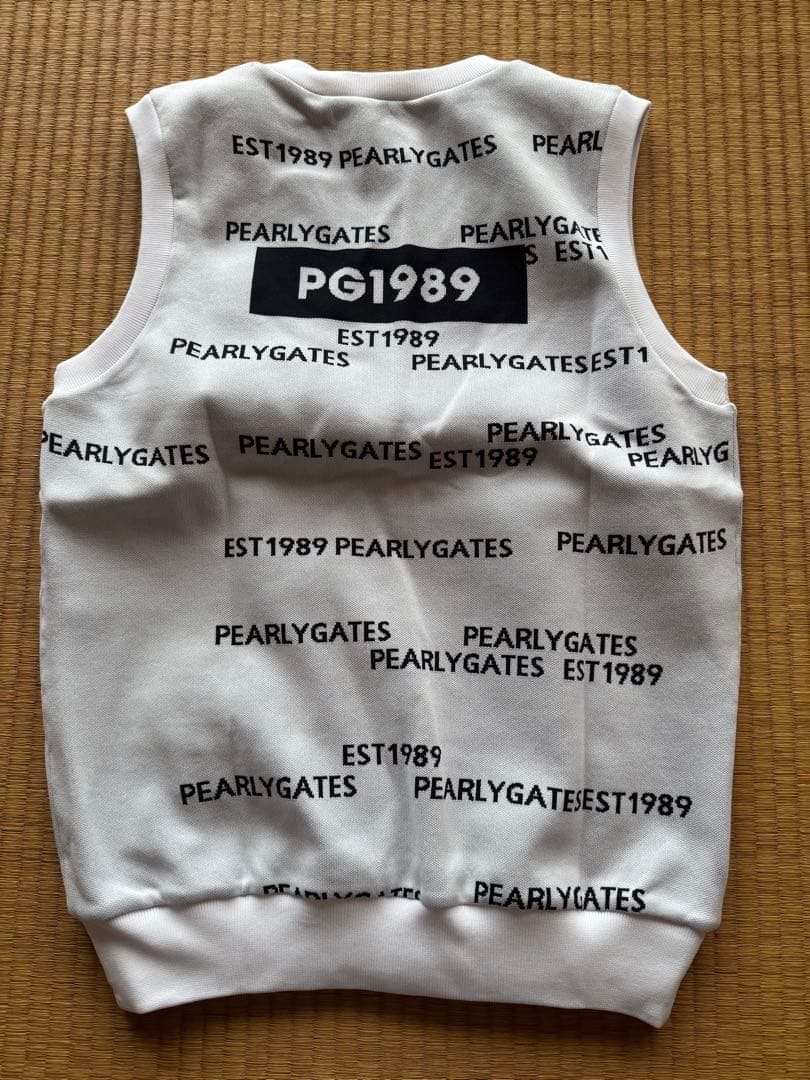 EST1989 PEARLYGATES PEARL
PEARLYGATES PEARLYGATE
S EST1
PG1989
EST1989
PEARLYGATES PEARLYGATESEST1
PEARLYGATES
PEARLYGATES PEARLYGATES EST1989 PEARLYG
EST1989 PEARLYGATES PEARLYGATES
PEARLYGATES PEARLYGATES
PEARLYGATES EST1989
EST1989
PEARLYGATES PEARLYGATESEST1989
PEARLYGATES PEARLYGATES